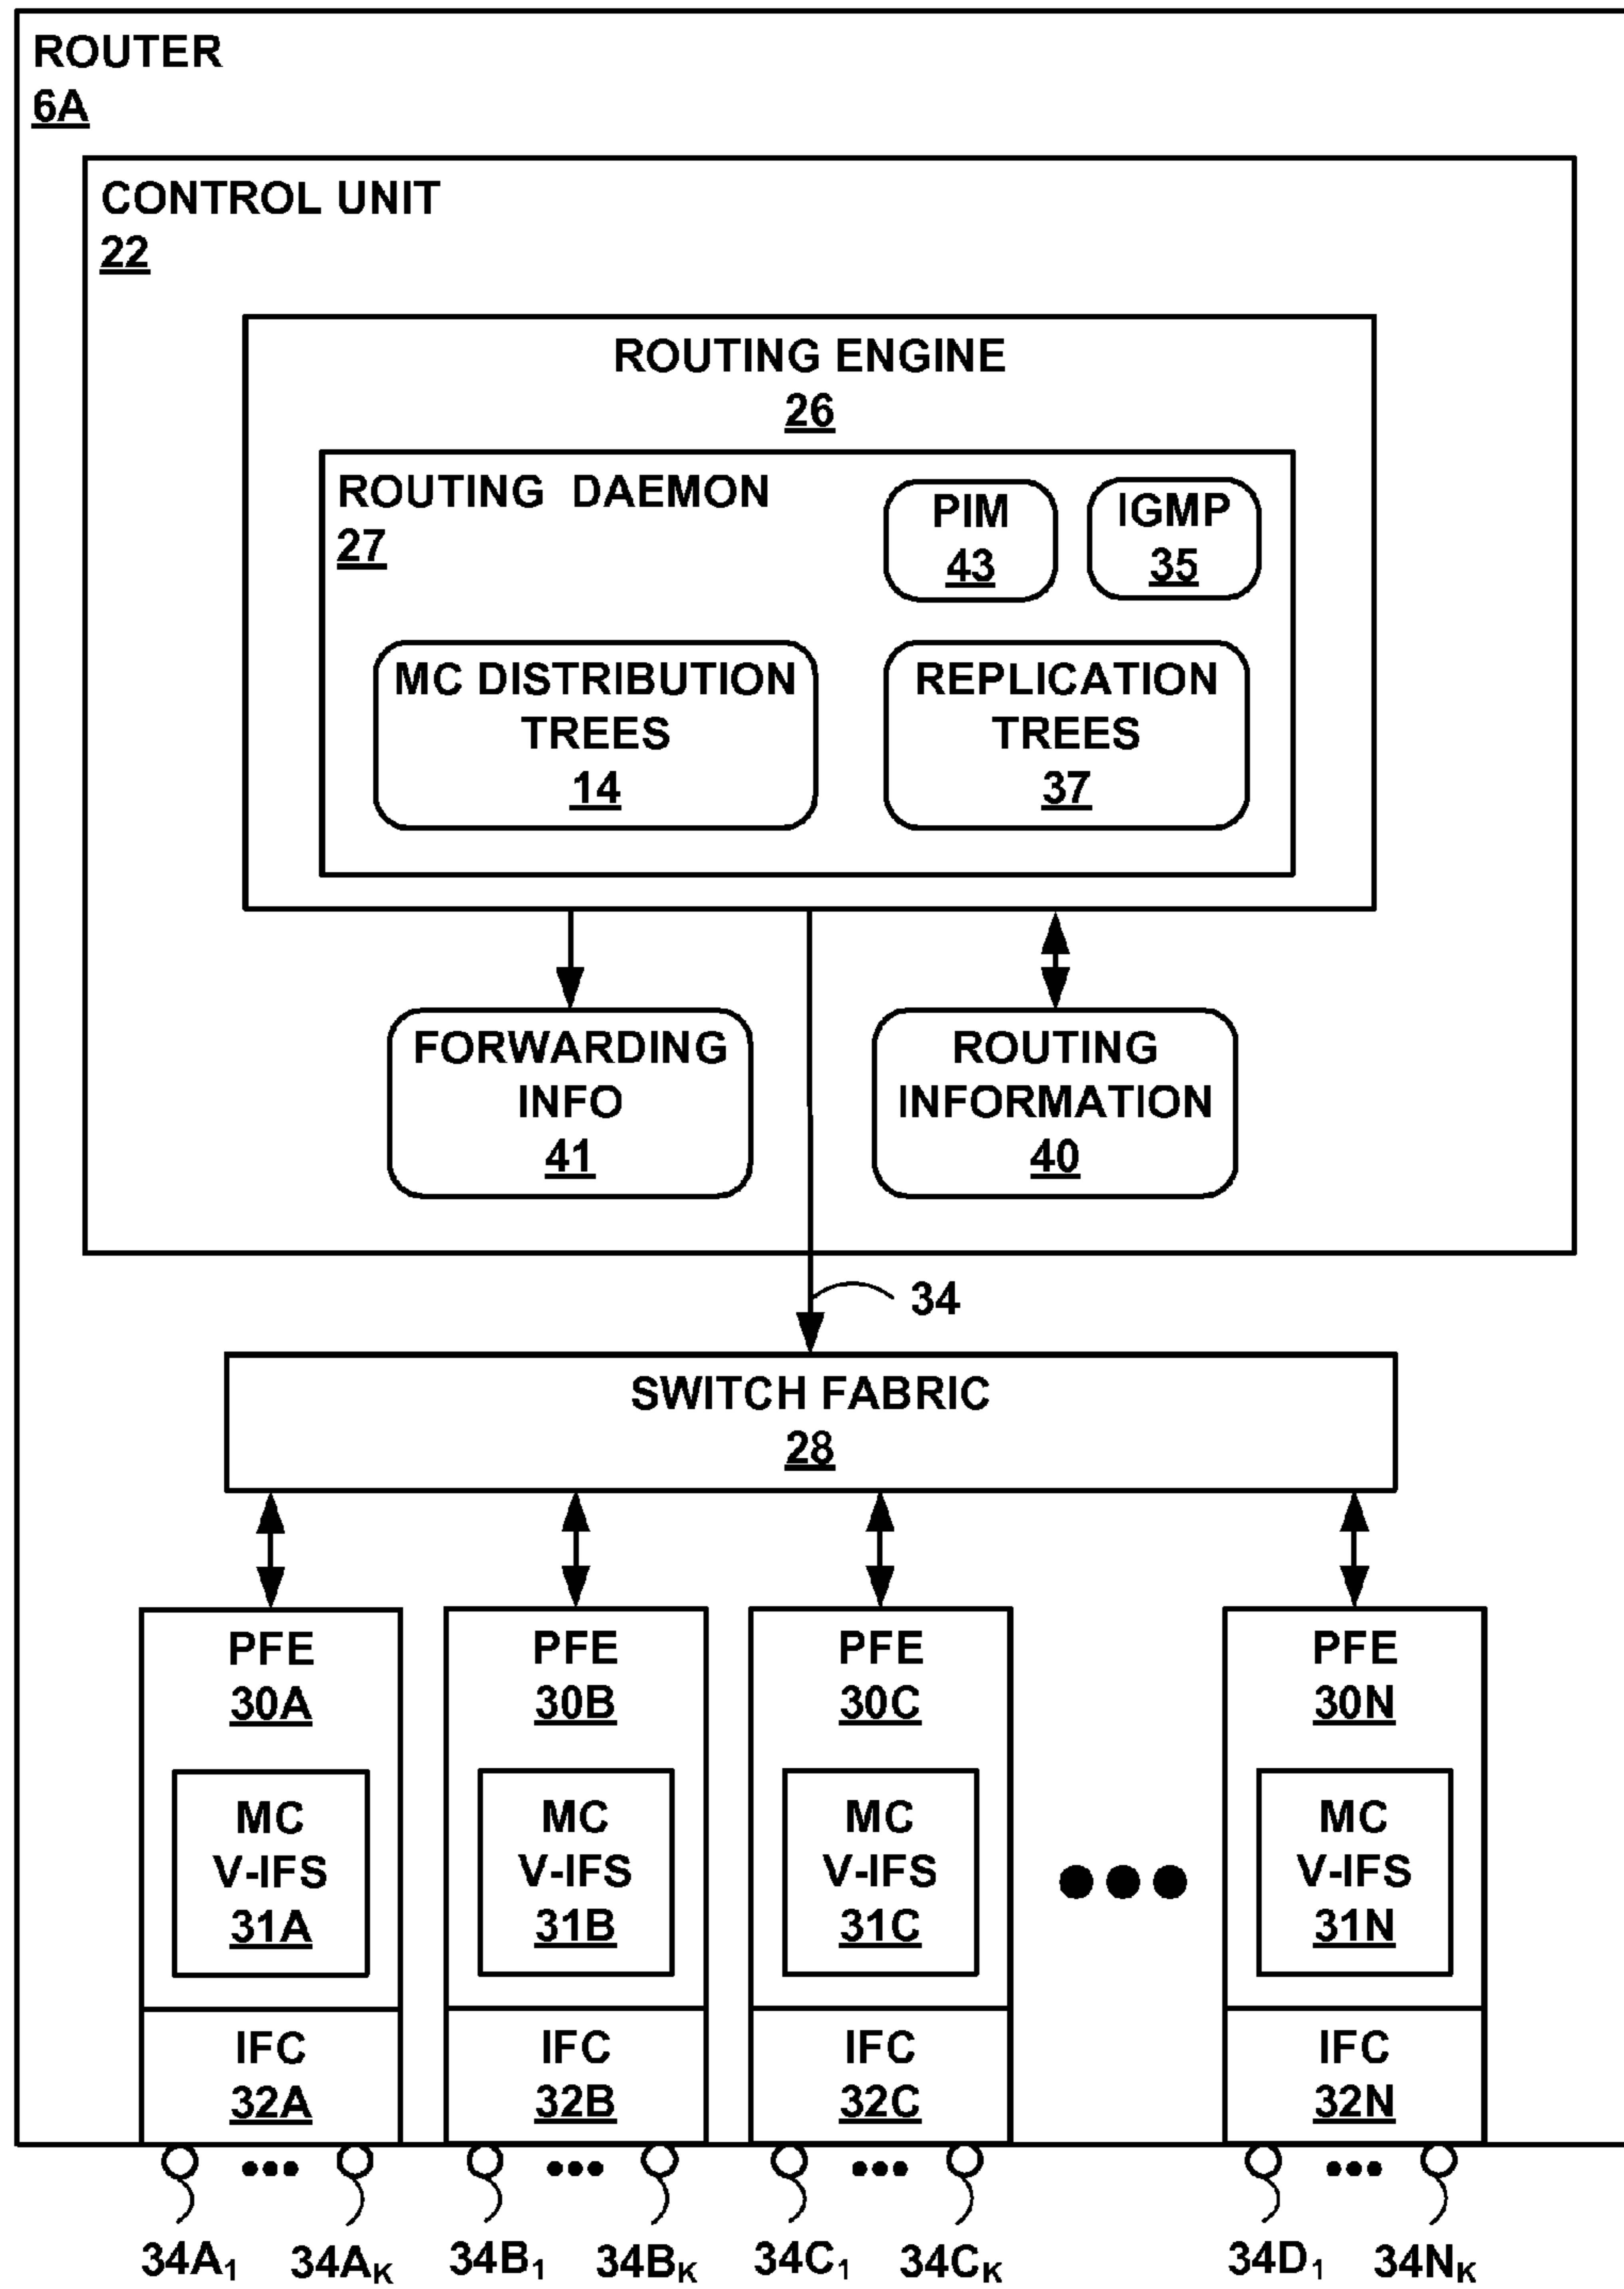 ROUTER
6A
CONTROL UNIT
22
ROUTING ENGINE
26
ROUTING DAEMON
27
PIM
43
IGMP
35
MC DISTRIBUTION
TREES
14
REPLICATION
TREES
37
FORWARDING
INFO
41
ROUTING
INFORMATION
40
34
SWITCH FABRIC
28
PFE
30A
MC
V-IFS
31A
IFC
32A
PFE
30B
MC
V-IFS
31B
IFC
32B
PFE
30C
MC
V-IFS
31C
IFC
32C
PFE
30N
MC
V-IFS
31N
IFC
32N
34A₁
34Aₖ
34B₁
34Bₖ
34C₁
34Cₖ
34D₁
34Nₖ